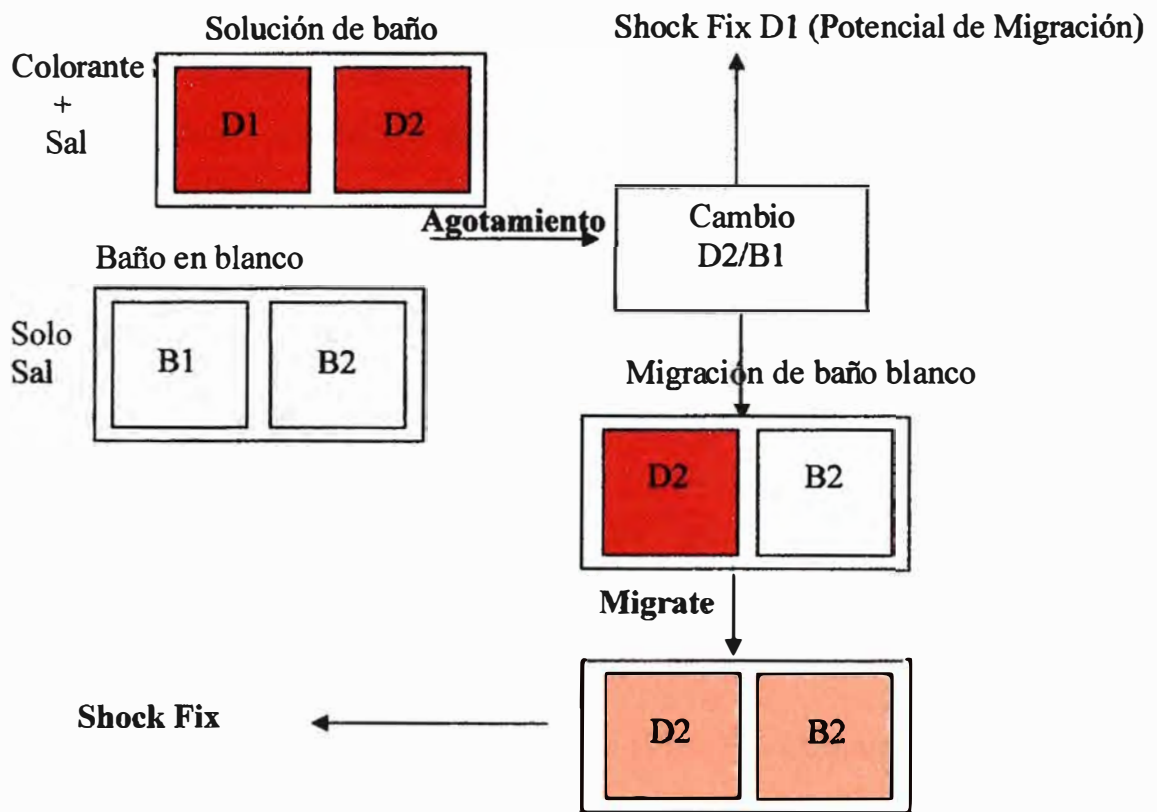 Solución de baño
Shock Fix D1 (Potencial de Migración)
Colorante
+
Sal
D1
D2
Agotamiento
Cambio
D2/B1
Baño en blanco
Solo
Sal
B1
B2
Migración de baño blanco
D2
B2
Migrate
Shock Fix
D2
B2